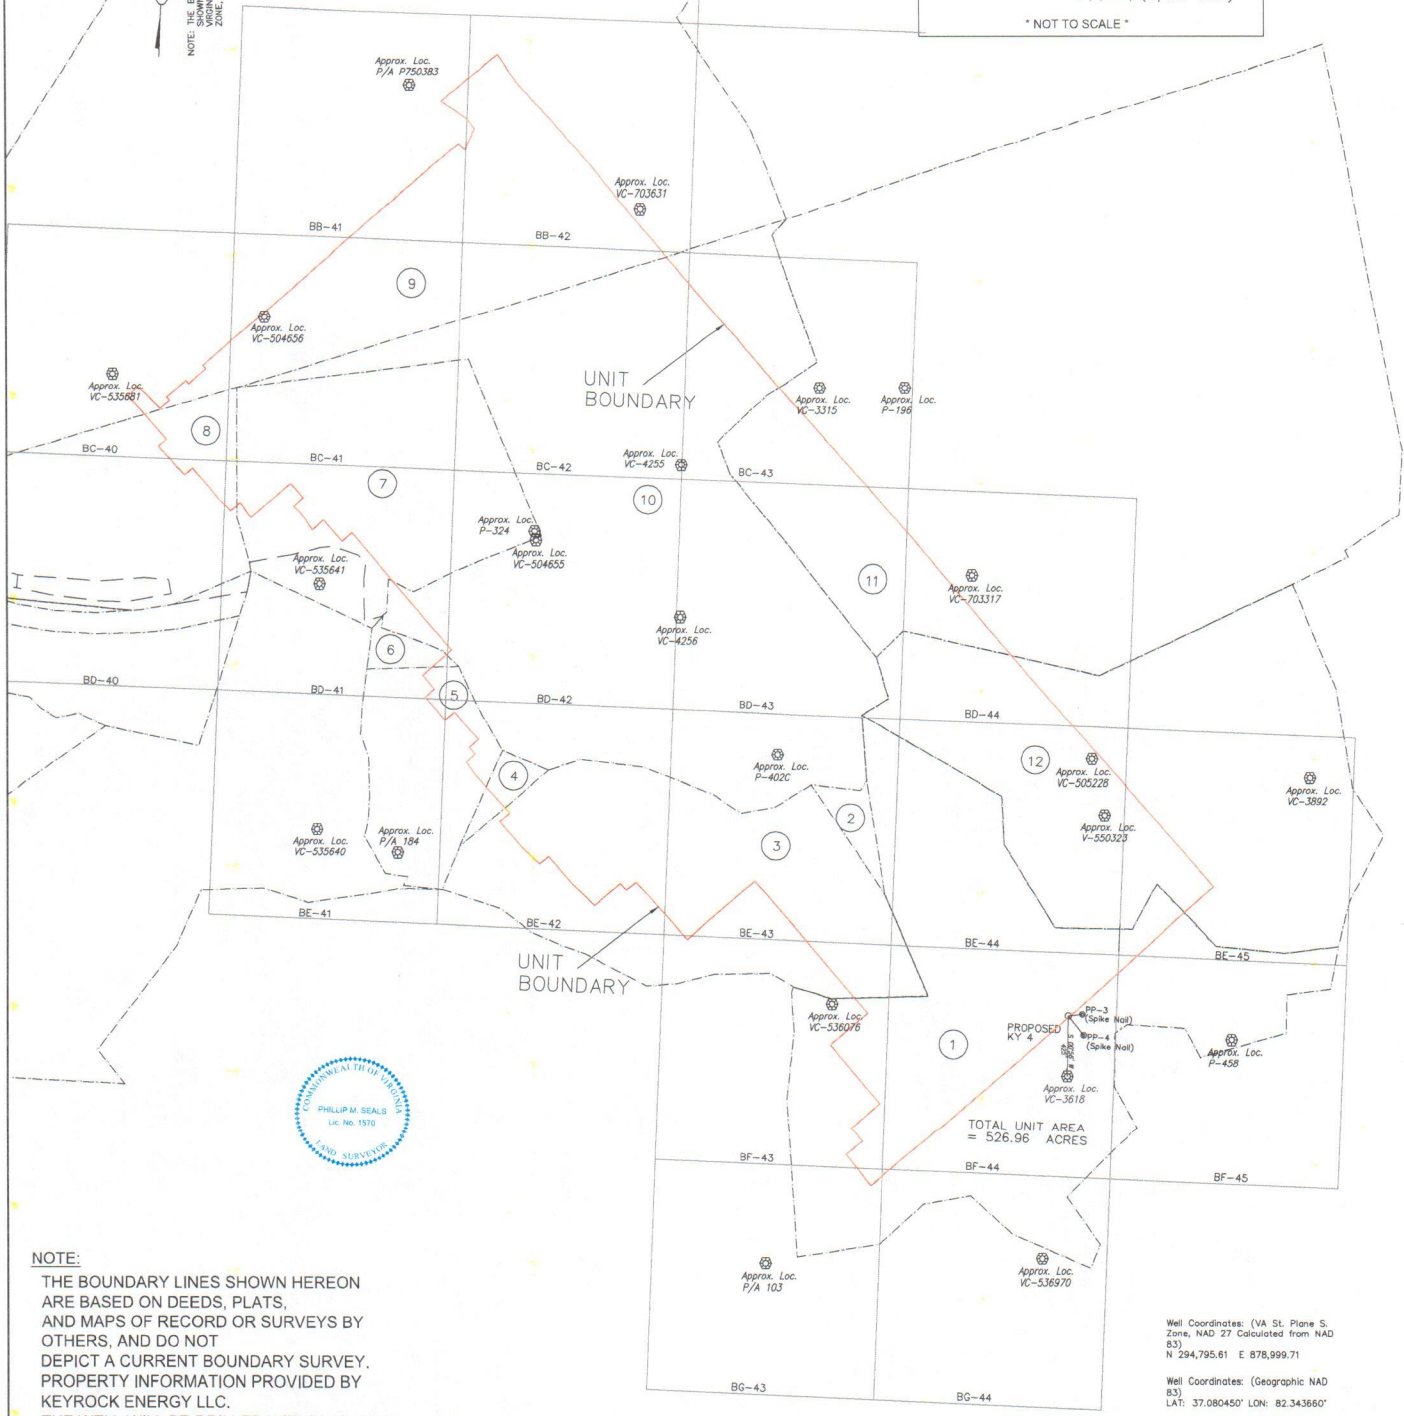 NOTE: THE B
SHOWN
VIRGIN
ZONE,
* NOT TO SCALE *
Approx. Loc.
P/A P750383
Approx. Loc.
VC-703631
BB-41
BB-42
9
Approx. Loc.
VC-504656
Approx. Loc.
VC-535681
UNIT
BOUNDARY
Approx. Loc.
VC-3315
Approx. Loc.
P-196
8
BC-40
BC-41
BC-42
Approx. Loc.
VC-4255
BC-43
7
10
Approx. Loc.
P-324
Approx. Loc.
VC-504655
Approx. Loc.
VC-535641
11
Approx. Loc.
VC-703317
Approx. Loc.
VC-4256
6
BD-40
BD-41
5
BD-42
BD-43
BD-44
4
Approx. Loc.
P-402C
12
Approx. Loc.
VC-505228
Approx. Loc.
VC-3892
2
Approx. Loc.
V-550323
Approx. Loc.
VC-535640
Approx. Loc.
P/A 184
3
BE-41
BE-42
BE-43
BE-44
BE-45
UNIT
BOUNDARY
Approx. Loc.
VC-536076
PROPOSED
KY 4
PP-3
(Spike Nail)
PP-4
(Spike Nail)
1
Approx. Loc.
P-458
Approx. Loc.
VC-3618
COMMONWEALTH OF VIRGINIA
PHILLIP M. SEALS
Lic. No. 1570
LAND SURVEYOR
TOTAL UNIT AREA
= 526.96 ACRES
BF-43
BF-44
BF-45
Approx. Loc.
P/A 103
Approx. Loc.
VC-536970
NOTE:
THE BOUNDARY LINES SHOWN HEREON
ARE BASED ON DEEDS, PLATS,
AND MAPS OF RECORD OR SURVEYS BY
OTHERS, AND DO NOT
DEPICT A CURRENT BOUNDARY SURVEY.
PROPERTY INFORMATION PROVIDED BY
KEYROCK ENERGY LLC.
BG-43
BG-44
Well Coordinates: (VA St. Plane S.
Zone, NAD 27 Calculated from NAD
83)
N 294,795.61 E 878,999.71
Well Coordinates: (Geographic NAD
83)
LAT: 37.080450° LON: 82.343660°